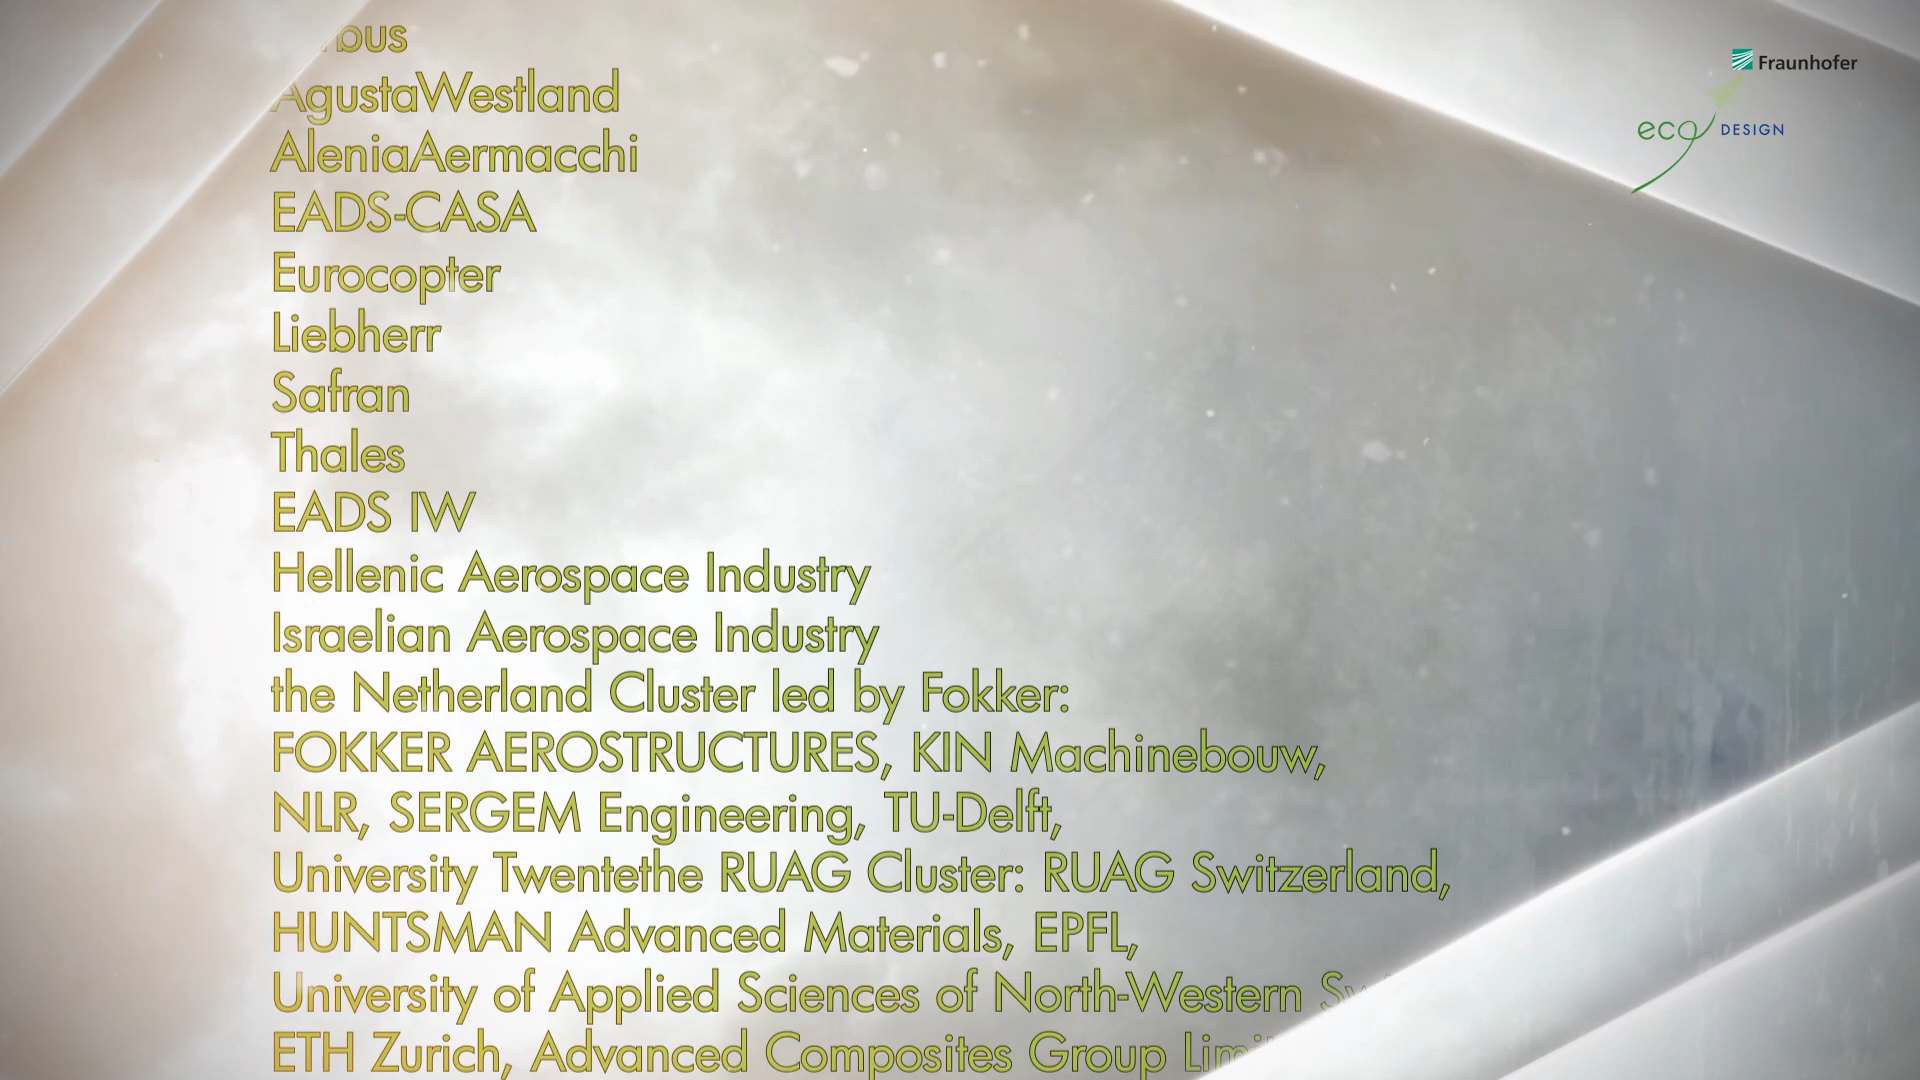 AgustaWestland
AleniaAermacchi
EADS-CASA
Eurocopter
Liebherr
Safran
Thales
EADS IW
Hellenic Aerospace Industry
Israelian Aerospace Industry
the Netherland Cluster led by Fokker:
FOKKER AEROSTRUCTURES, KIN Machinebouw,
NLR, SERGEM Engineering, TU-Delft,
University Twentethe RUAG Cluster: RUAG Switzerland,
HUNTSMAN Advanced Materials, EPFL,
University of Applied Sciences of North-Western
ETH Zurich, Advanced Composites Group
Fraunhofer
eco DESIGN